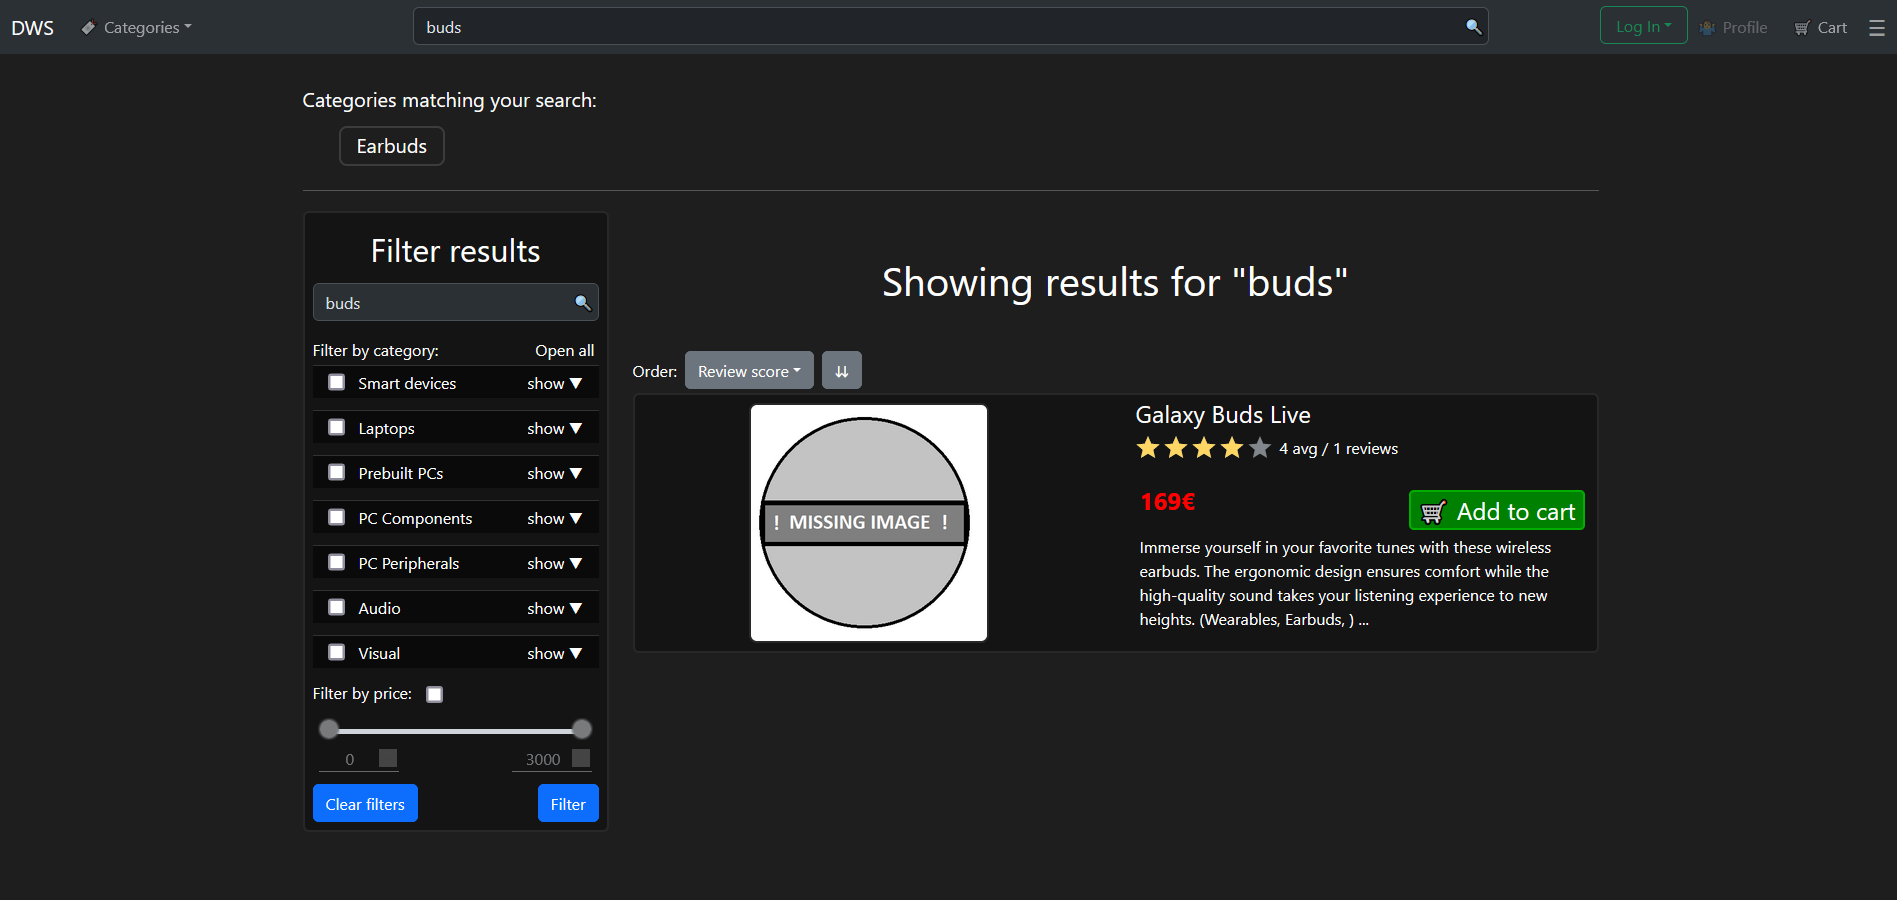 DWS Categories buds Log In Profile Cart
Categories matching your search:
Earbuds
Filter results
buds
Filter by category: Open all
Smart devices show ▼
Laptops show ▼
Prebuilt PCs show ▼
PC Components show ▼
PC Peripherals show ▼
Audio show ▼
Visual show ▼
Filter by price:
0 3000
Clear filters Filter
Showing results for "buds"
Order: Review score ⇊
! MISSING IMAGE !
Galaxy Buds Live
4 avg / 1 reviews
169€ Add to cart
Immerse yourself in your favorite tunes with these wireless
earbuds. The ergonomic design ensures comfort while the
high-quality sound takes your listening experience to new
heights. (Wearables, Earbuds, ) ...